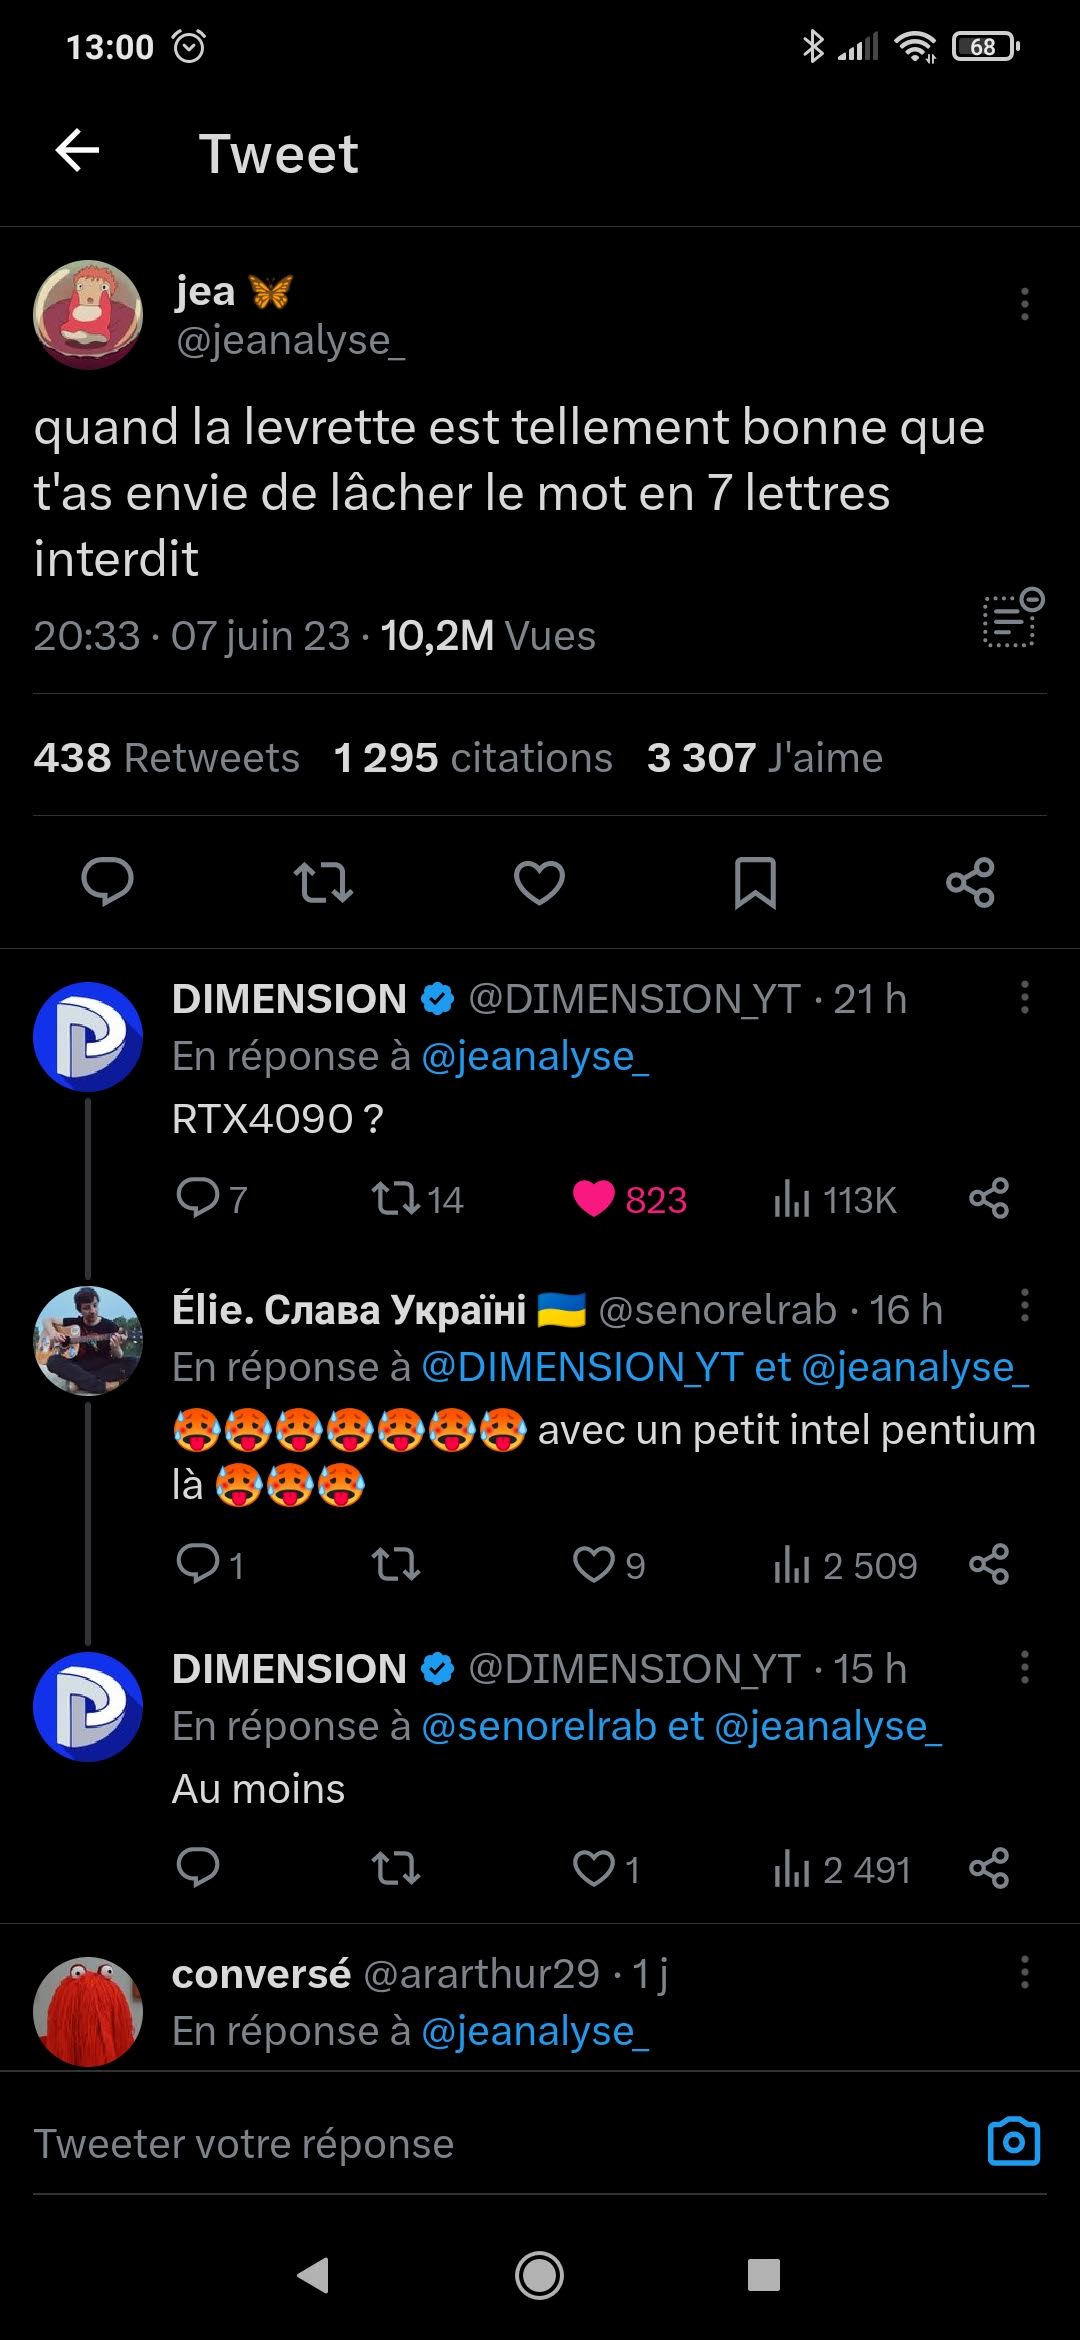 13:00
68
Tweet
jea 🦋
@jeanalyse_
quand la levrette est tellement bonne que
t'as envie de lâcher le mot en 7 lettres
interdit
20:33 · 07 juin 23 · 10,2M Vues
438 Retweets 1 295 citations 3 307 J'aime
DIMENSION @DIMENSION_YT · 21 h
En réponse à @jeanalyse_
RTX4090 ?
7 14 823 113K
Élie. Слава Україні 🇺🇦 @senorelrab · 16 h
En réponse à @DIMENSION_YT et @jeanalyse_
🥵🥵🥵🥵🥵🥵🥵 avec un petit intel pentium
là 🥵🥵🥵
1 9 2 509
DIMENSION @DIMENSION_YT · 15 h
En réponse à @senorelrab et @jeanalyse_
Au moins
1 2 491
conversé @ararthur29 · 1 j
En réponse à @jeanalyse_
Tweeter votre réponse